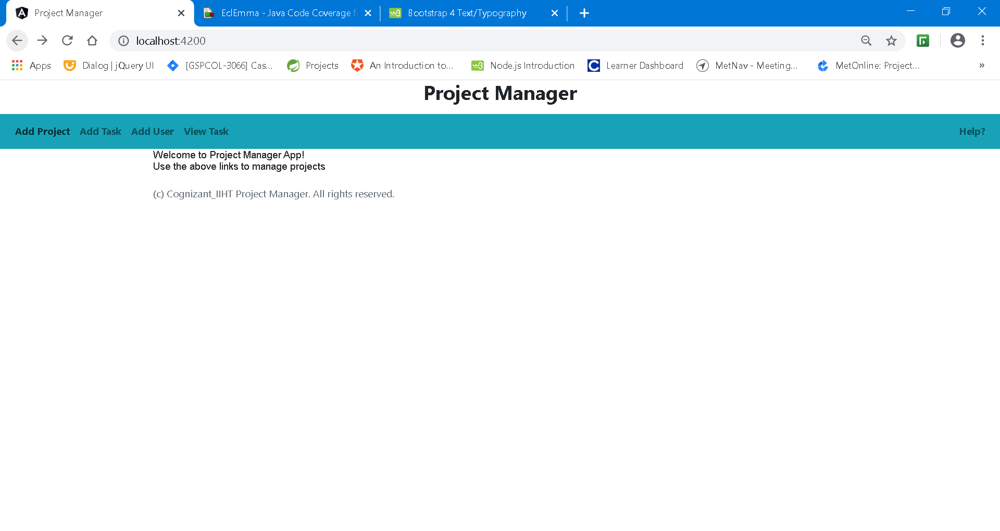 Project Manager
EclEmma - Java Code Coverage f
Bootstrap 4 Text/Typography
localhost:4200
Apps
Dialog | jQuery UI
[GSPCOL-3066] Cas...
Projects
An Introduction to...
Node.js Introduction
Learner Dashboard
MetNav - Meeting...
MetOnline: Project...
»
Project Manager
Add Project
Add Task
Add User
View Task
Help?
Welcome to Project Manager App!
Use the above links to manage projects
(c) Cognizant_IIHT Project Manager. All rights reserved.